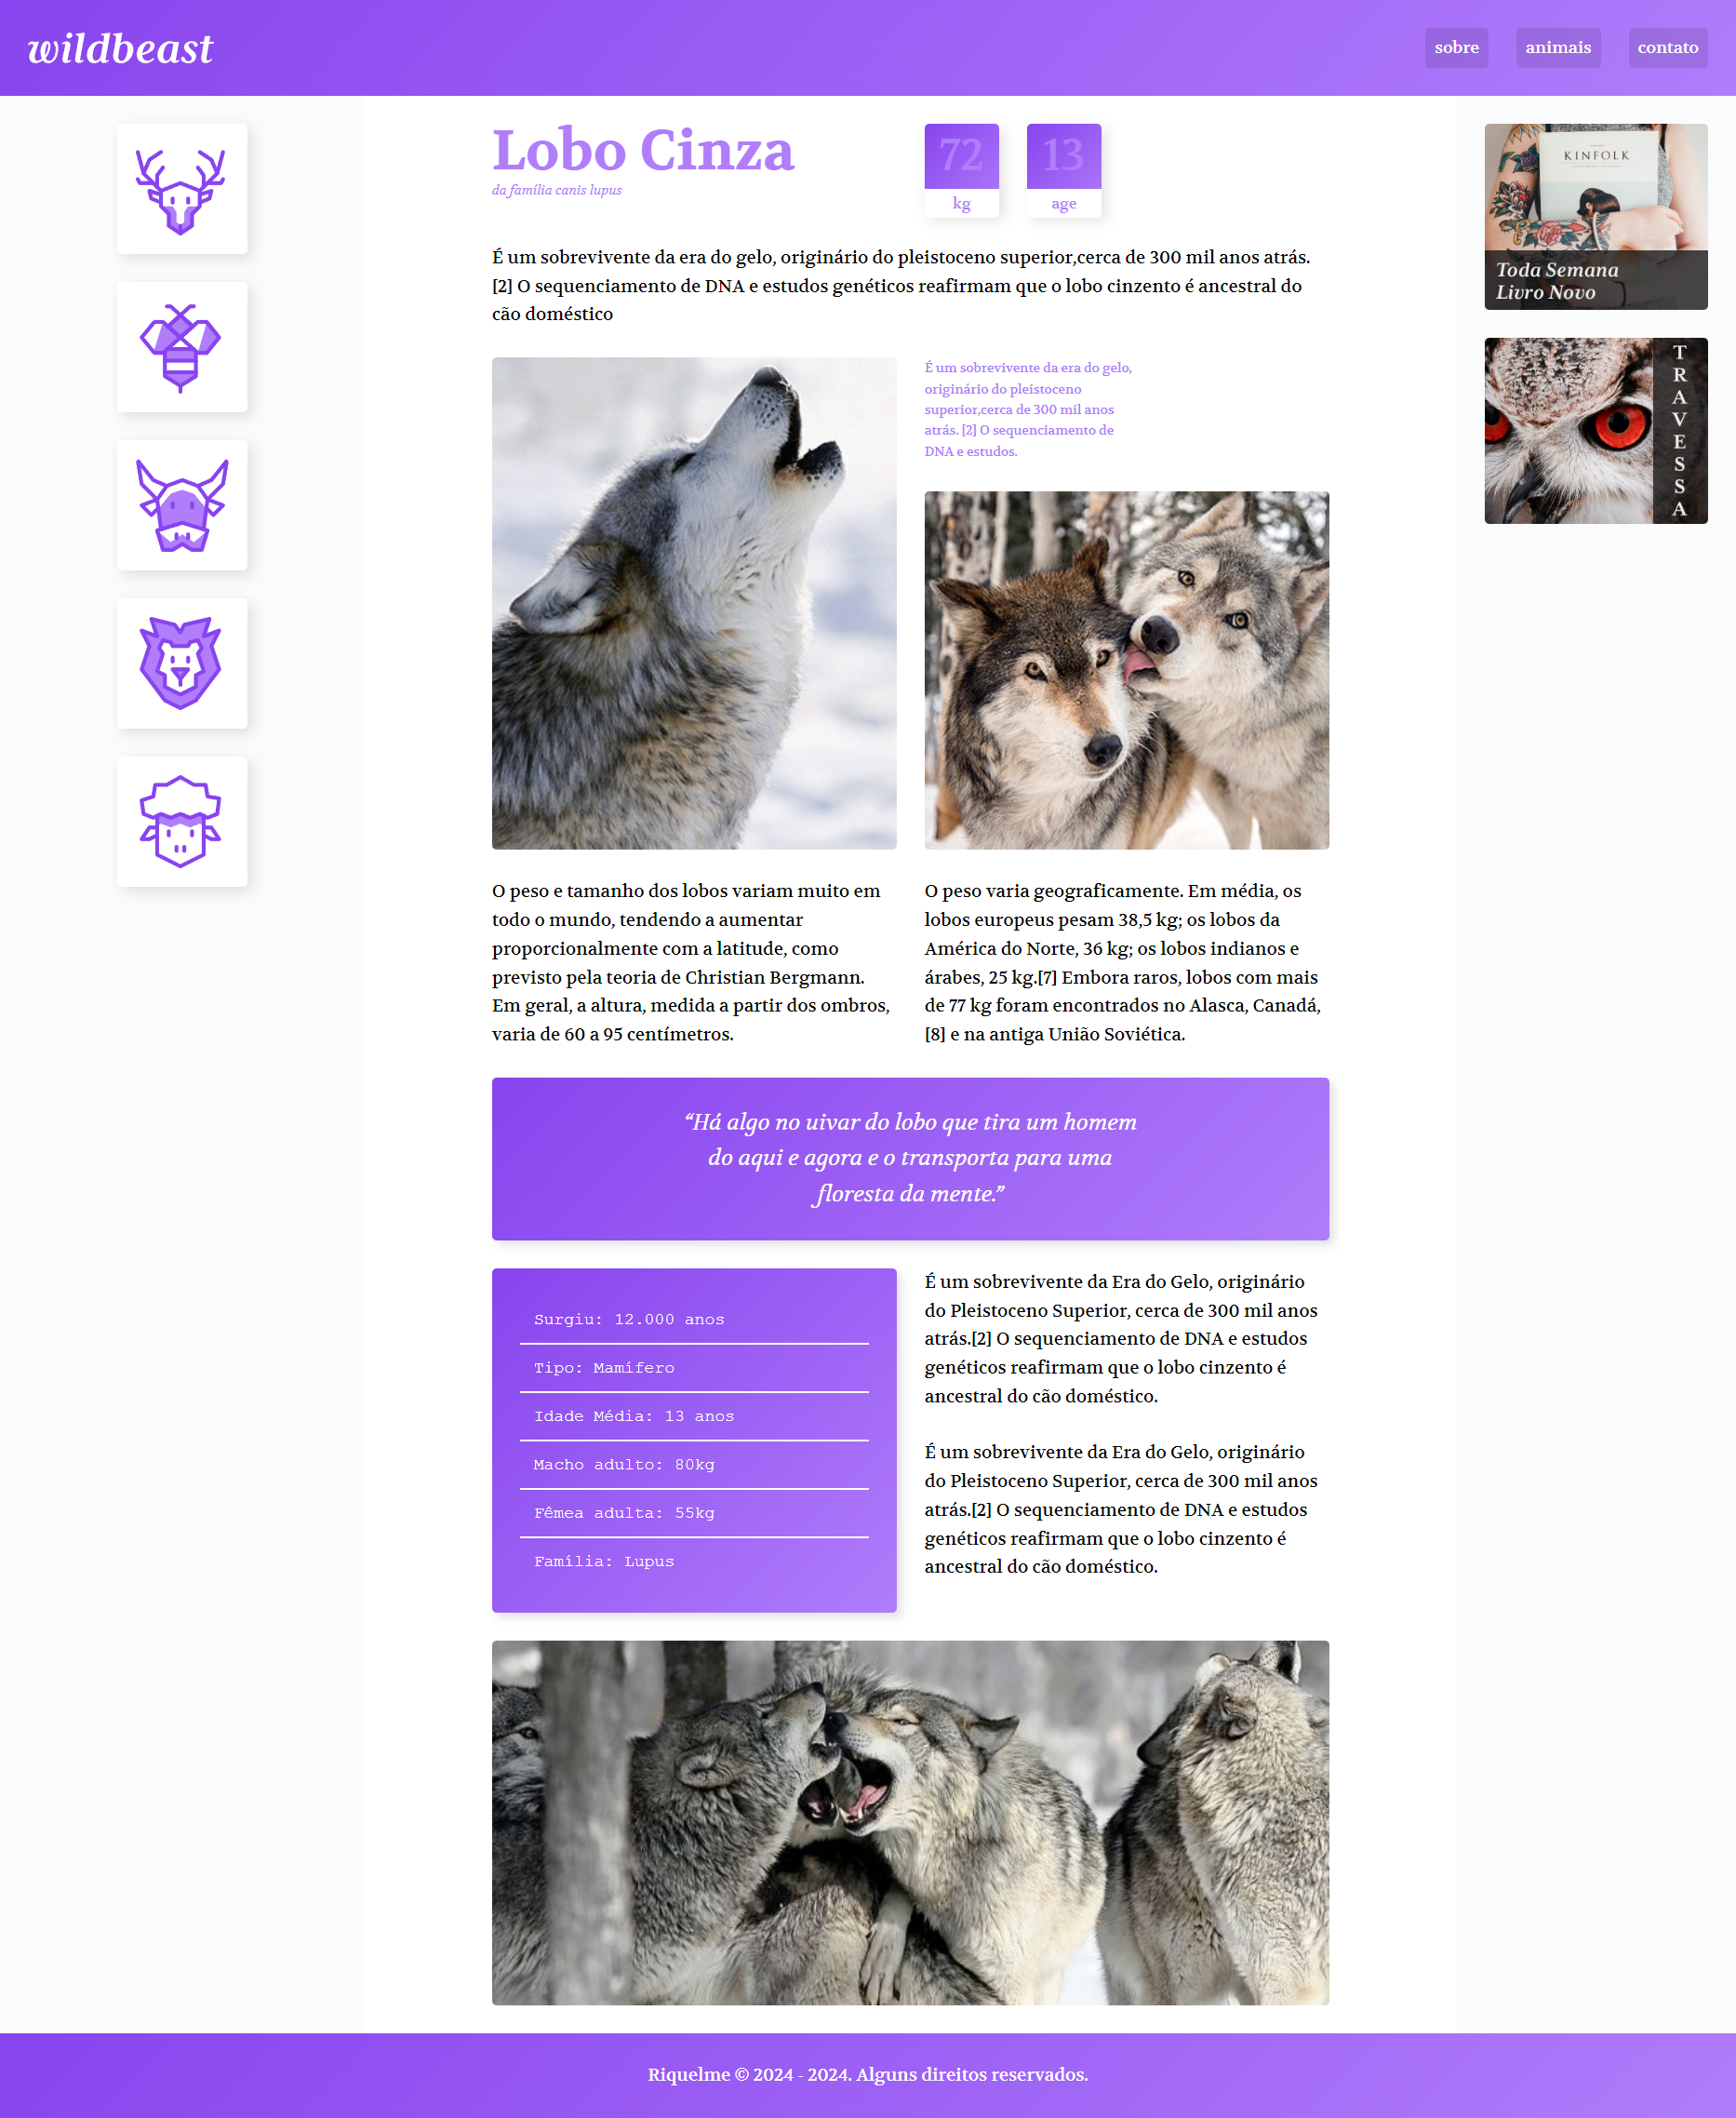 wildbeast
sobre
animais
contato
Lobo Cinza
da família canis lupus
72
kg
13
age
É um sobrevivente da era do gelo, originário do pleistoceno superior,cerca de 300 mil anos atrás.
[2] O sequenciamento de DNA e estudos genéticos reafirmam que o lobo cinzento é ancestral do
cão doméstico
KINFOLK
Toda Semana
Livro Novo
TRAVESSA
É um sobrevivente da era do gelo,
originário do pleistoceno
superior,cerca de 300 mil anos
atrás. [2] O sequenciamento de
DNA e estudos.
O peso e tamanho dos lobos variam muito em
todo o mundo, tendendo a aumentar
proporcionalmente com a latitude, como
previsto pela teoria de Christian Bergmann.
Em geral, a altura, medida a partir dos ombros,
varia de 60 a 95 centímetros.
O peso varia geograficamente. Em média, os
lobos europeus pesam 38,5 kg; os lobos da
América do Norte, 36 kg; os lobos indianos e
árabes, 25 kg.[7] Embora raros, lobos com mais
de 77 kg foram encontrados no Alasca, Canadá,
[8] e na antiga União Soviética.
“Há algo no uivar do lobo que tira um homem
do aqui e agora e o transporta para uma
floresta da mente.”
Surgiu: 12.000 anos
Tipo: Mamífero
Idade Média: 13 anos
Macho adulto: 80kg
Fêmea adulta: 55kg
Família: Lupus
É um sobrevivente da Era do Gelo, originário
do Pleistoceno Superior, cerca de 300 mil anos
atrás.[2] O sequenciamento de DNA e estudos
genéticos reafirmam que o lobo cinzento é
ancestral do cão doméstico.
É um sobrevivente da Era do Gelo, originário
do Pleistoceno Superior, cerca de 300 mil anos
atrás.[2] O sequenciamento de DNA e estudos
genéticos reafirmam que o lobo cinzento é
ancestral do cão doméstico.
Riquelme © 2024 - 2024. Alguns direitos reservados.